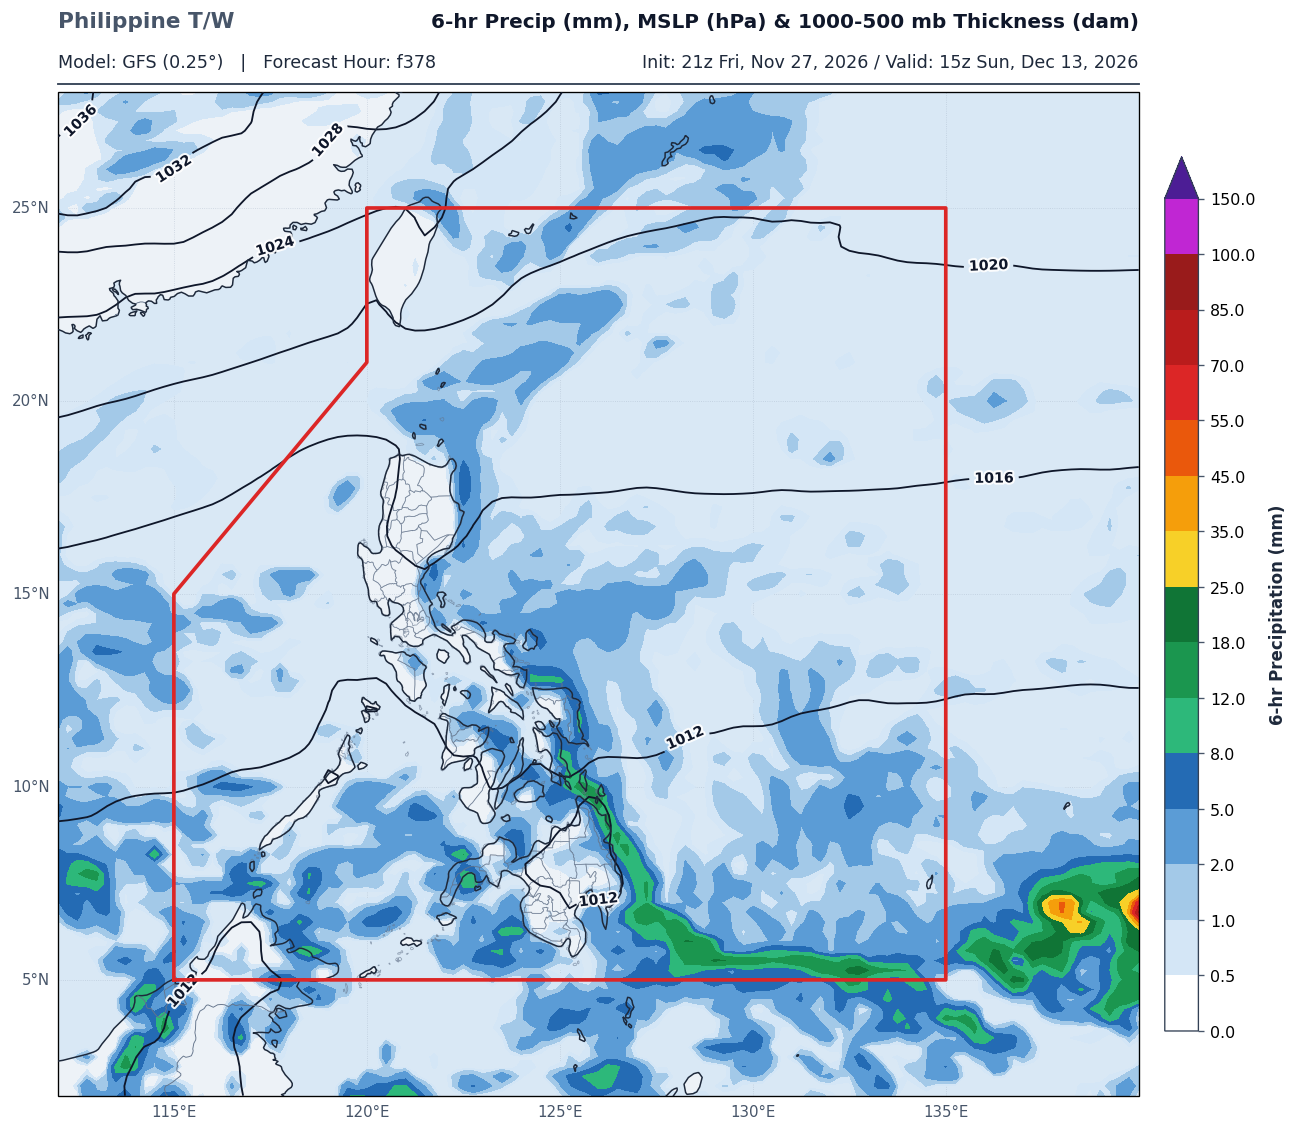 Philippine T/W
6-hr Precip (mm), MSLP (hPa) & 1000-500 mb Thickness (dam)
Model: GFS (0.25°) | Forecast Hour: f378
Init: 21z Fri, Nov 27, 2026 / Valid: 15z Sun, Dec 13, 2026
1036
1032
1028
1024
1020
1016
1012
1012
1012
25°N
20°N
15°N
10°N
5°N
115°E
120°E
125°E
130°E
135°E
150.0
100.0
85.0
70.0
55.0
45.0
35.0
25.0
18.0
12.0
8.0
5.0
2.0
1.0
0.5
0.0
6-hr Precipitation (mm)